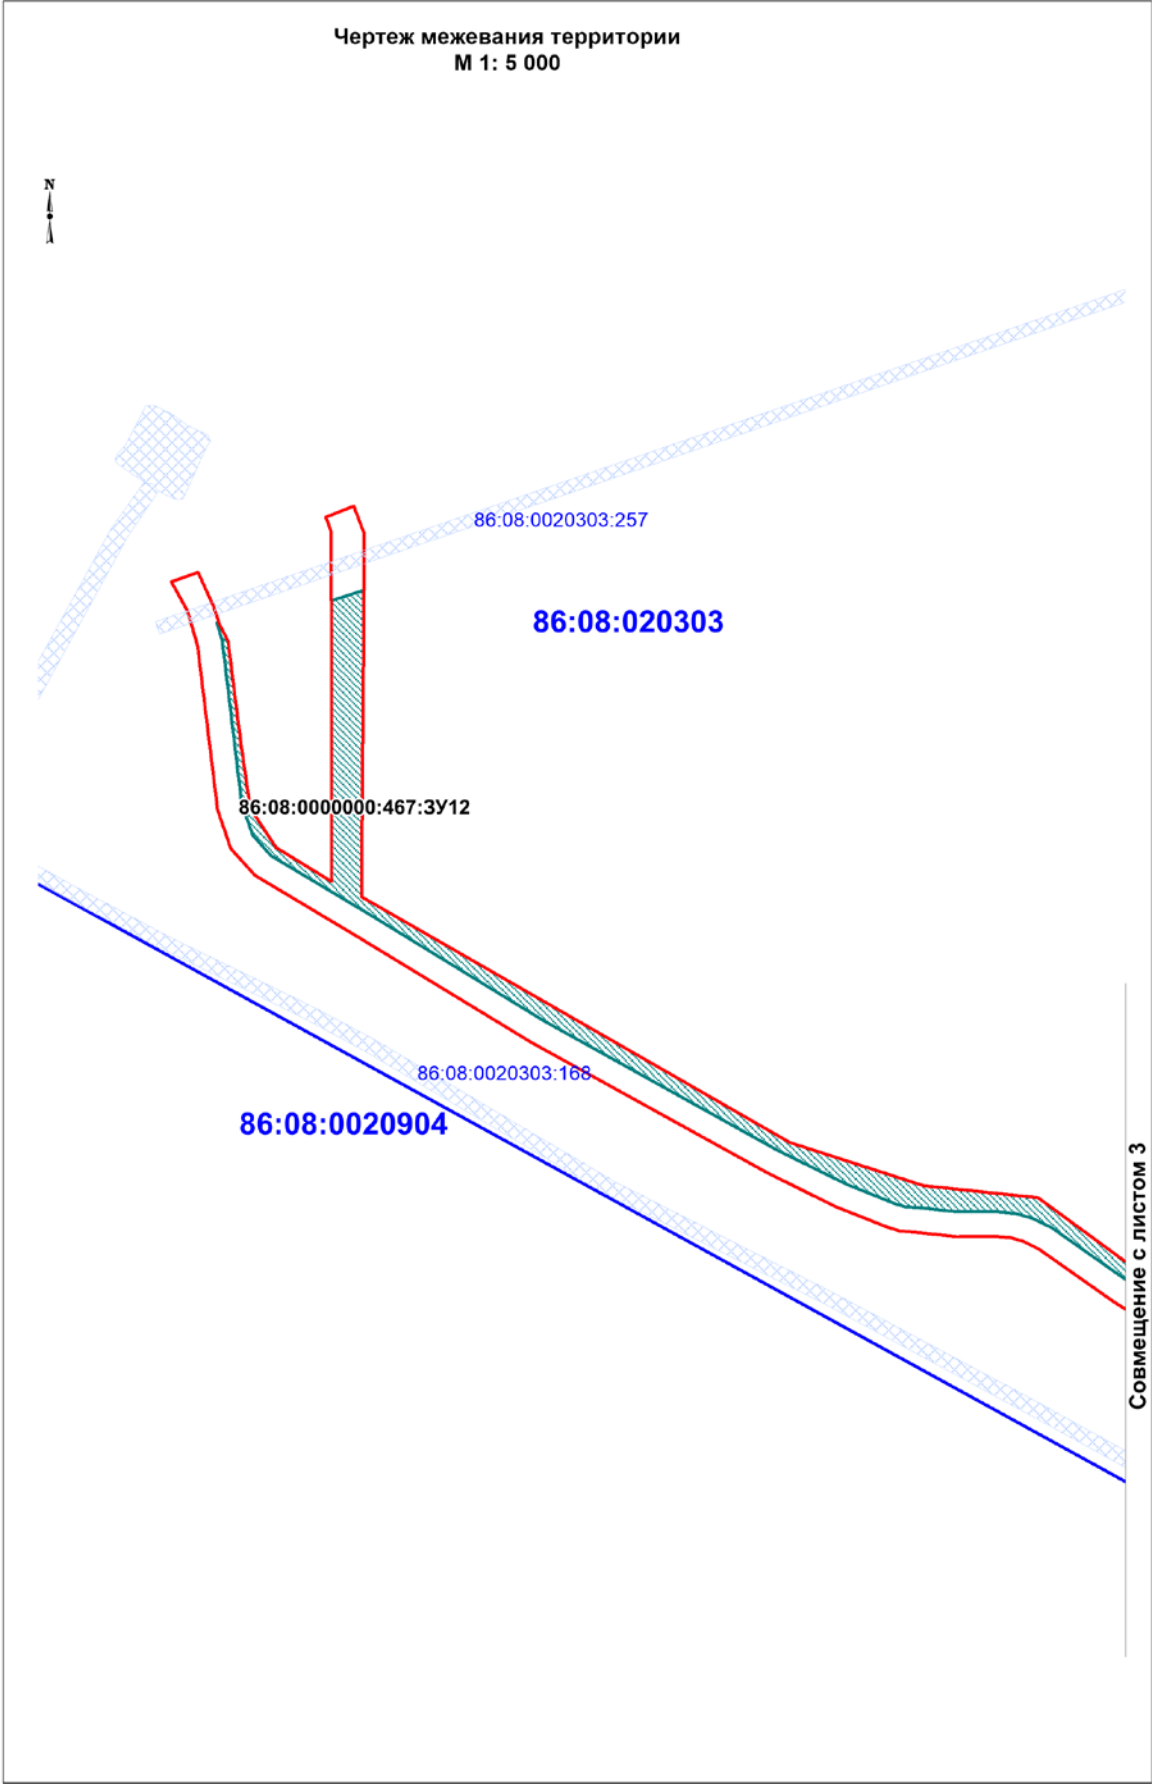 Чертеж межевания территории
М 1: 5 000
N
86:08:0020303:257
86:08:020303
86:08:0000000:467:ЗУ12
86:08:0020303:168
86:08:0020904
Совмещение с листом 3